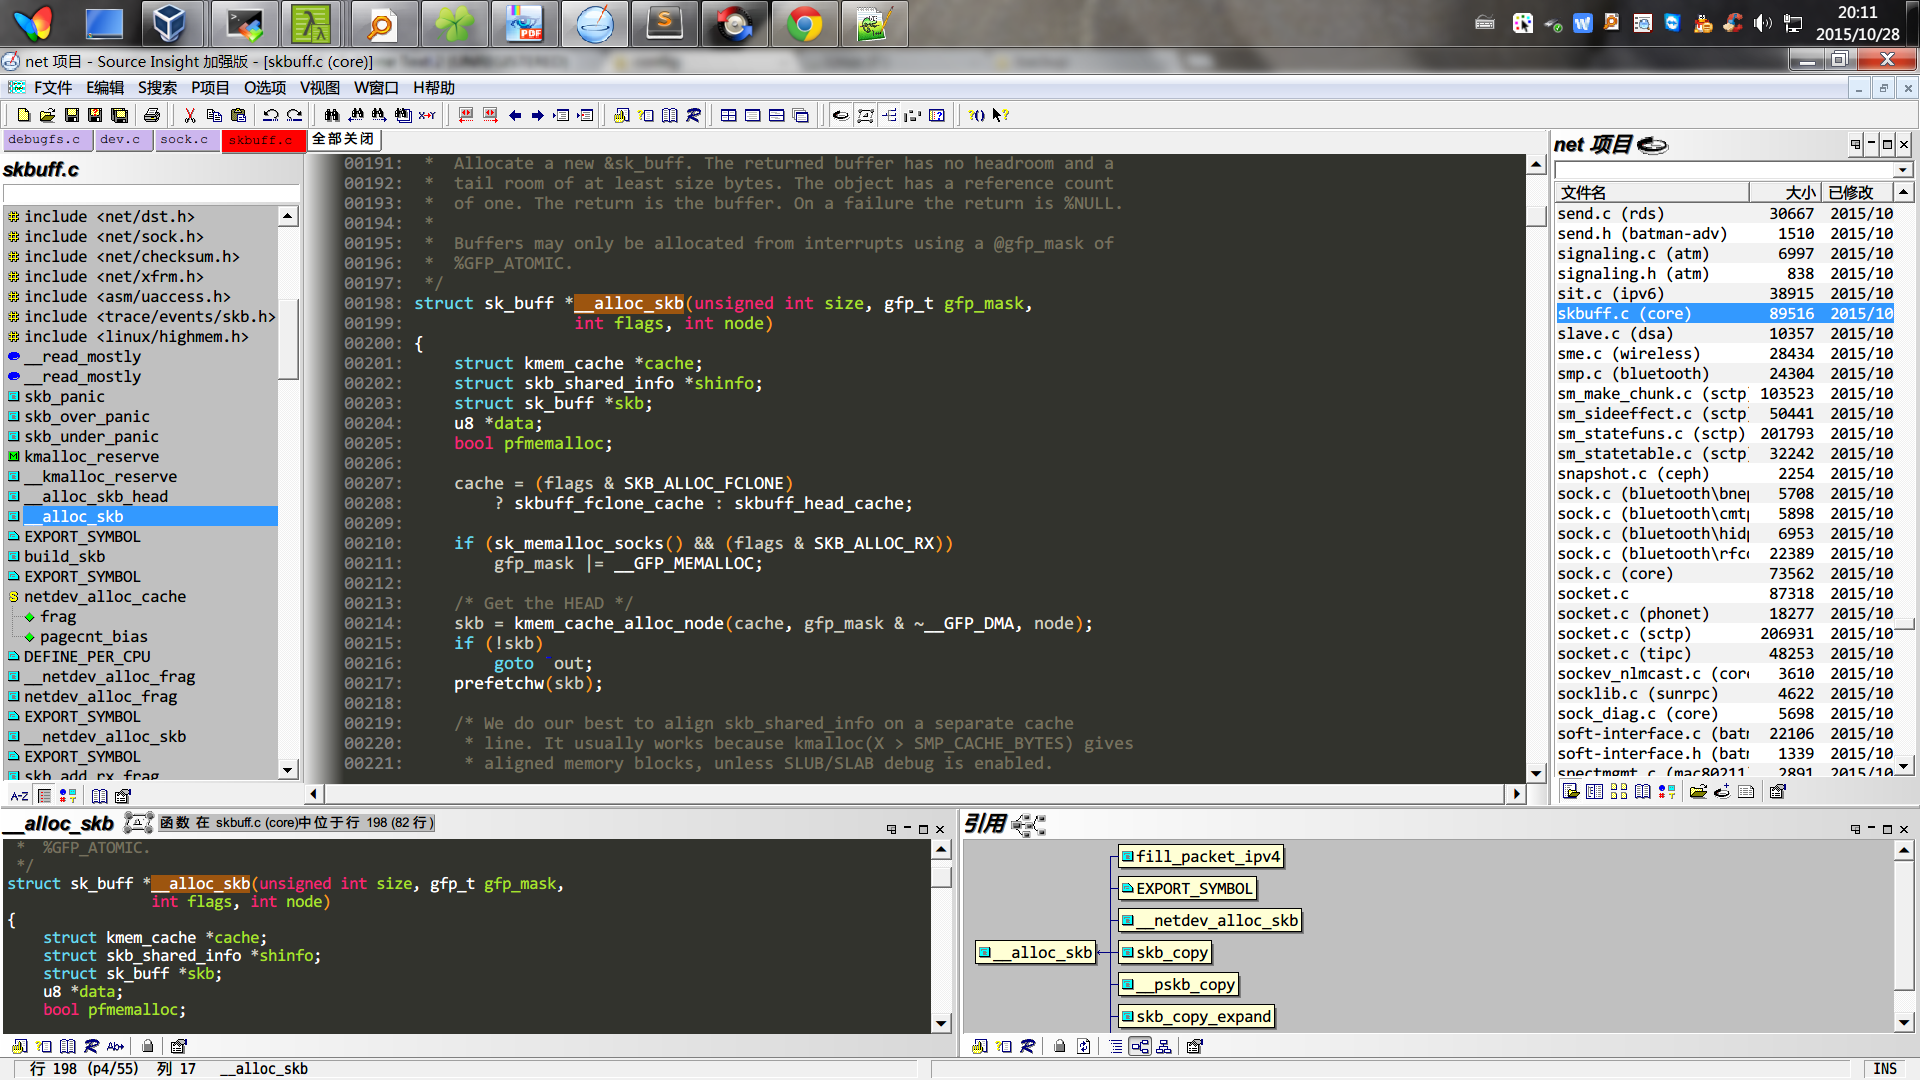 20:11
2015/10/28
net 项目 - Source Insight 加强版 - [skbuff.c (core)]
F文件 E编辑 S搜索 P项目 O选项 V视图 W窗口 H帮助
debugfs.c dev.c sock.c skbuff.c 全部关闭
skbuff.c
include <net/dst.h>
include <net/sock.h>
include <net/checksum.h>
include <net/xfrm.h>
include <asm/uaccess.h>
include <trace/events/skb.h>
include <linux/highmem.h>
__read_mostly
__read_mostly
skb_panic
skb_over_panic
skb_under_panic
kmalloc_reserve
__kmalloc_reserve
__alloc_skb_head
__alloc_skb
EXPORT_SYMBOL
build_skb
EXPORT_SYMBOL
netdev_alloc_cache
frag
pagecnt_bias
DEFINE_PER_CPU
__netdev_alloc_frag
netdev_alloc_frag
EXPORT_SYMBOL
__netdev_alloc_skb
EXPORT_SYMBOL
skb_add_rx_frag
00191: * Allocate a new &sk_buff. The returned buffer has no headroom and a
00192: * tail room of at least size bytes. The object has a reference count
00193: * of one. The return is the buffer. On a failure the return is %NULL.
00194: *
00195: * Buffers may only be allocated from interrupts using a @gfp_mask of
00196: * %GFP_ATOMIC.
00197: */
00198: struct sk_buff *__alloc_skb(unsigned int size, gfp_t gfp_mask,
00199: int flags, int node)
00200: {
00201: struct kmem_cache *cache;
00202: struct skb_shared_info *shinfo;
00203: struct sk_buff *skb;
00204: u8 *data;
00205: bool pfmemalloc;
00206:
00207: cache = (flags & SKB_ALLOC_FCLONE)
00208: ? skbuff_fclone_cache : skbuff_head_cache;
00209:
00210: if (sk_memalloc_socks() && (flags & SKB_ALLOC_RX))
00211: gfp_mask |= __GFP_MEMALLOC;
00212:
00213: /* Get the HEAD */
00214: skb = kmem_cache_alloc_node(cache, gfp_mask & ~__GFP_DMA, node);
00215: if (!skb)
00216: goto out;
00217: prefetchw(skb);
00218:
00219: /* We do our best to align skb_shared_info on a separate cache
00220: * line. It usually works because kmalloc(X > SMP_CACHE_BYTES) gives
00221: * aligned memory blocks, unless SLUB/SLAB debug is enabled.
net 项目
文件名 大小 已修改
send.c (rds) 30667 2015/10
send.h (batman-adv) 1510 2015/10
signaling.c (atm) 6997 2015/10
signaling.h (atm) 838 2015/10
sit.c (ipv6) 38915 2015/10
skbuff.c (core) 89516 2015/10
slave.c (dsa) 10357 2015/10
sme.c (wireless) 28434 2015/10
smp.c (bluetooth) 24304 2015/10
sm_make_chunk.c (sctp) 103523 2015/10
sm_sideeffect.c (sctp) 50441 2015/10
sm_statefuns.c (sctp) 201793 2015/10
sm_statetable.c (sctp 32242 2015/10
snapshot.c (ceph) 2254 2015/10
sock.c (bluetooth\bnep 5708 2015/10
sock.c (bluetooth\cmtp 5898 2015/10
sock.c (bluetooth\hidp 6953 2015/10
sock.c (bluetooth\rfco 22389 2015/10
sock.c (core) 73562 2015/10
socket.c 87318 2015/10
socket.c (phonet) 18277 2015/10
socket.c (sctp) 206931 2015/10
socket.c (tipc) 48253 2015/10
sockev_nlmcast.c (core 3610 2015/10
socklib.c (sunrpc) 4622 2015/10
sock_diag.c (core) 5698 2015/10
soft-interface.c (batm 22106 2015/10
soft-interface.h (batm 1339 2015/10
spectmgmt.c (mac80211 2891 2015/10
A-Z
__alloc_skb 函数 在 skbuff.c (core)中位于行 198 (82 行)
* %GFP_ATOMIC.
*/
struct sk_buff *__alloc_skb(unsigned int size, gfp_t gfp_mask,
int flags, int node)
{
struct kmem_cache *cache;
struct skb_shared_info *shinfo;
struct sk_buff *skb;
u8 *data;
bool pfmemalloc;
引用
fill_packet_ipv4
EXPORT_SYMBOL
__netdev_alloc_skb
__alloc_skb
skb_copy
__pskb_copy
skb_copy_expand
行 198 (p4/55) 列 17 __alloc_skb
INS